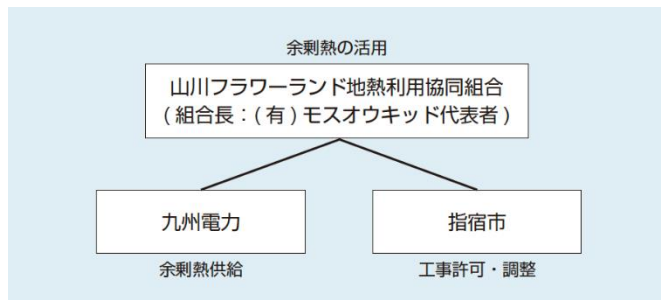 余剰熱の活用
山川フラワーランド地熱利用協同組合
( 組合長：( 有 ) モスオウキッド代表者 )
九州電力
指宿市
余剰熱供給
工事許可・調整